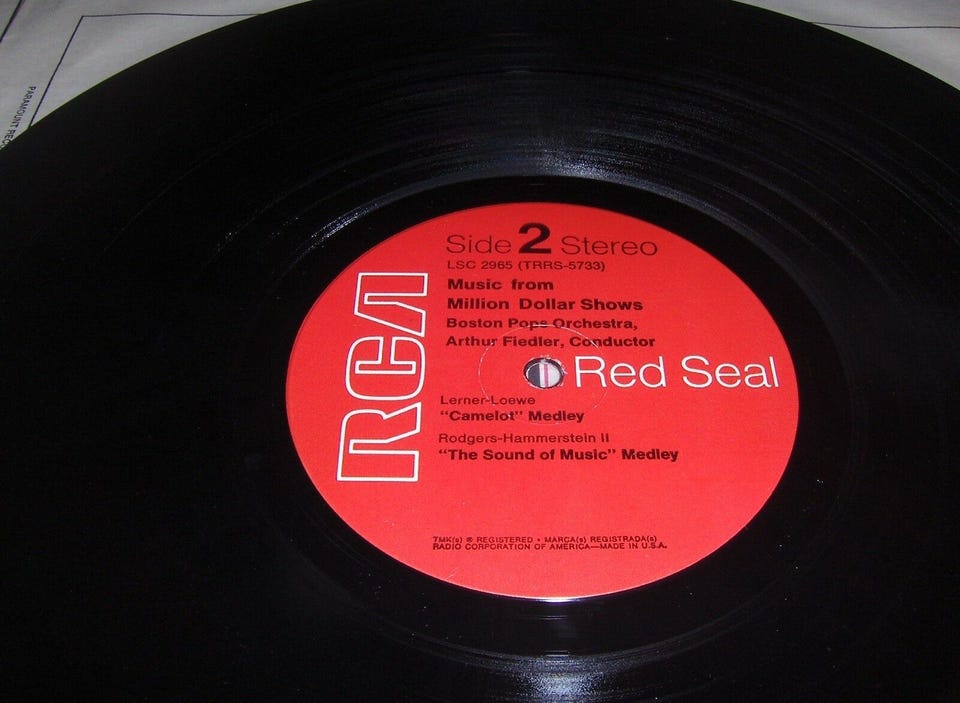 PARAMOUNT
RCA
Side 2 Stereo
LSC 2965 (TRRS-5733)
Music from
Million Dollar Shows
Boston Pops Orchestra,
Arthur Fiedler, Conductor
Red Seal
Lerner-Loewe
"Camelot" Medley
Rodgers-Hammerstein II
"The Sound of Music" Medley
TMK(s) ® REGISTERED • MARCA(s) REGISTRADA(s)
RADIO CORPORATION OF AMERICA—MADE IN U.S.A.